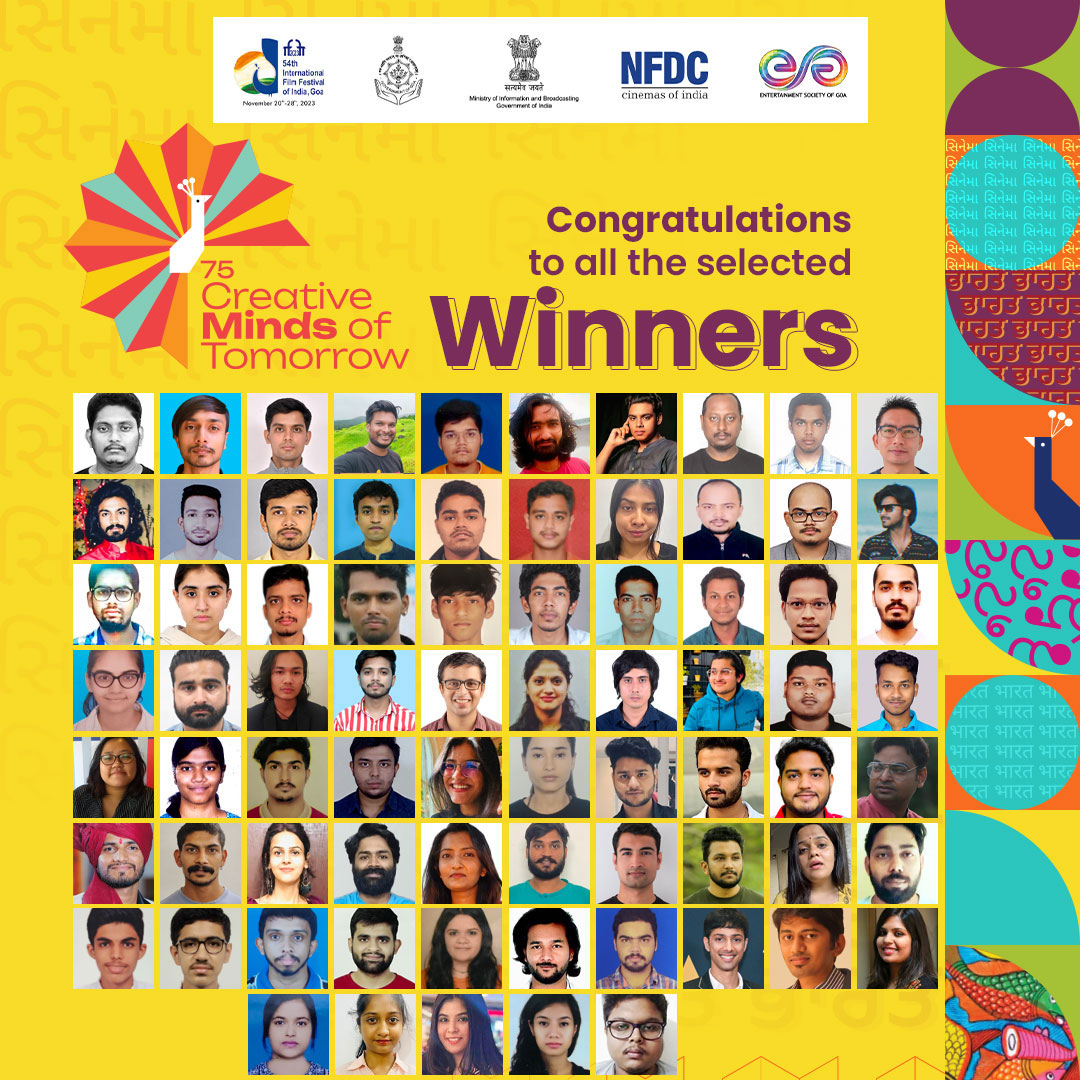 54th
International
Film Festival
of India, Goa
November 20th-28th, 2023
सत्यमेव जयते
Ministry of Information and Broadcasting
Government of India
NFDC
cinemas of india
ENTERTAINMENT SOCIETY OF GOA
75
Creative
Minds of
Tomorrow
Congratulations
to all the selected
Winners
સિનેમા સિનેમા સિનેમા
ਭਾਰਤ ਭਾਰਤ
भारत भारत भारत